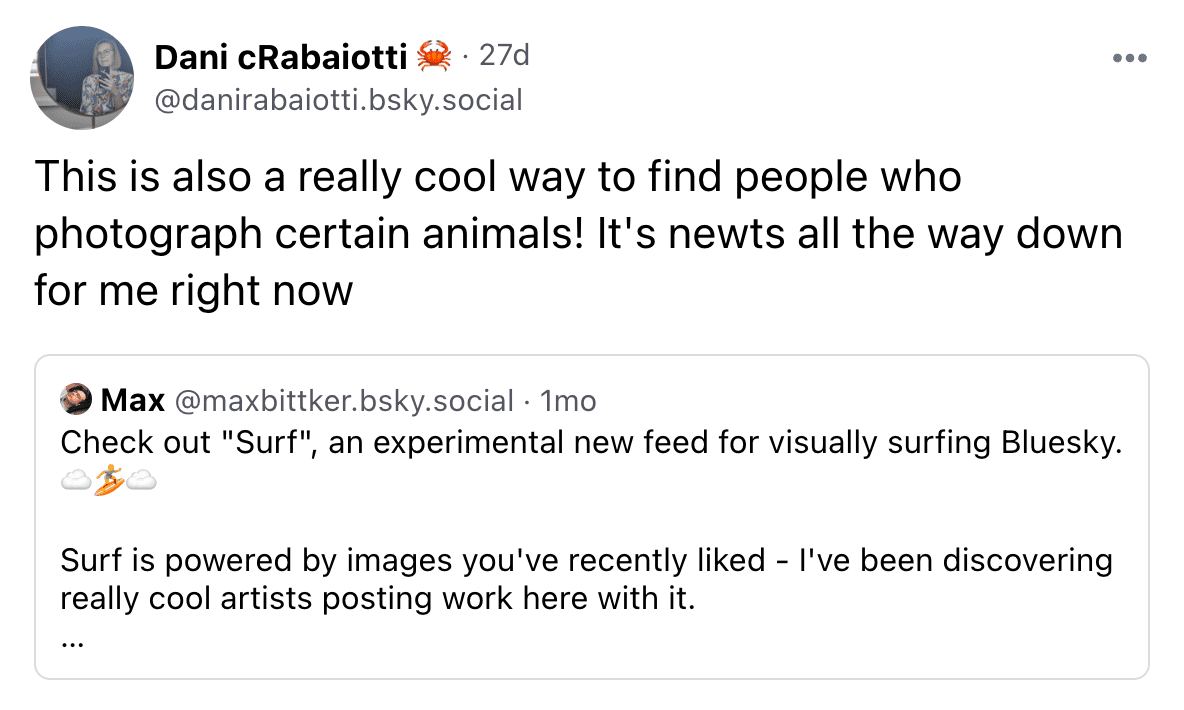 Dani cRabaiotti 🦀 · 27d
@danirabaiotti.bsky.social
This is also a really cool way to find people who
photograph certain animals! It's newts all the way down
for me right now
Max @maxbittker.bsky.social · 1mo
Check out "Surf", an experimental new feed for visually surfing Bluesky.
☁️🏄☁️
Surf is powered by images you've recently liked - I've been discovering
really cool artists posting work here with it.
...